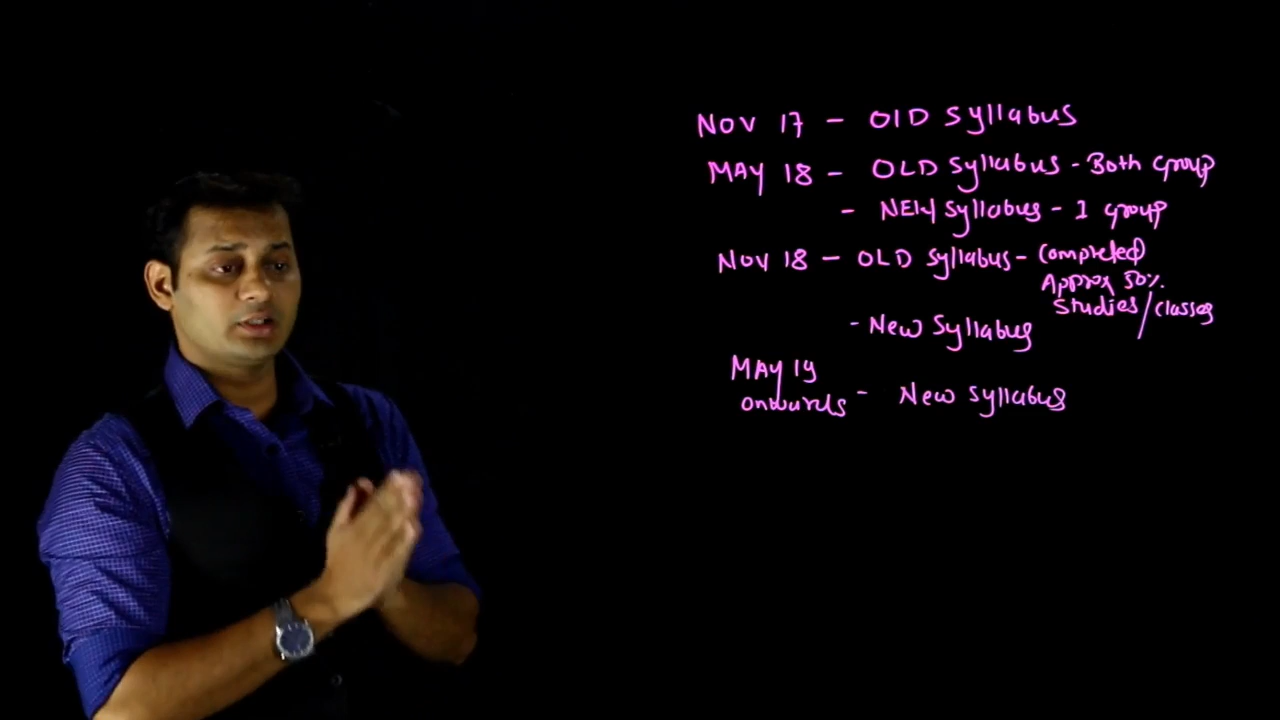 NOV 17 - OlD Syllabus
MAY 18 - OLD Syllabus - Both group
- NEW Syllabus - 1 group
NOV 18 - OLD Syllabus - Completed
Approx 50%
Studies/classes
- New Syllabus
MAY 19
onwards - New Syllabus